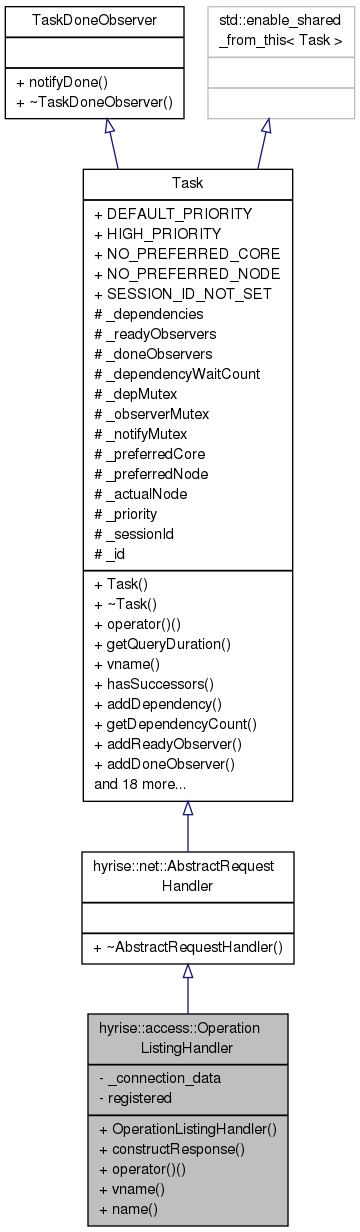 TaskDoneObserver
+ notifyDone()
+ ~TaskDoneObserver()
std::enable_shared
_from_this< Task >
Task
+ DEFAULT_PRIORITY
+ HIGH_PRIORITY
+ NO_PREFERRED_CORE
+ NO_PREFERRED_NODE
+ SESSION_ID_NOT_SET
# _dependencies
# _readyObservers
# _doneObservers
# _dependencyWaitCount
# _depMutex
# _observerMutex
# _notifyMutex
# _preferredCore
# _preferredNode
# _actualNode
# _priority
# _sessionId
# _id
+ Task()
+ ~Task()
+ operator()()
+ getQueryDuration()
+ vname()
+ hasSuccessors()
+ addDependency()
+ getDependencyCount()
+ addReadyObserver()
+ addDoneObserver()
and 18 more...
hyrise::net::AbstractRequest
Handler
+ ~AbstractRequestHandler()
hyrise::access::Operation
ListingHandler
- _connection_data
- registered
+ OperationListingHandler()
+ constructResponse()
+ operator()()
+ vname()
+ name()